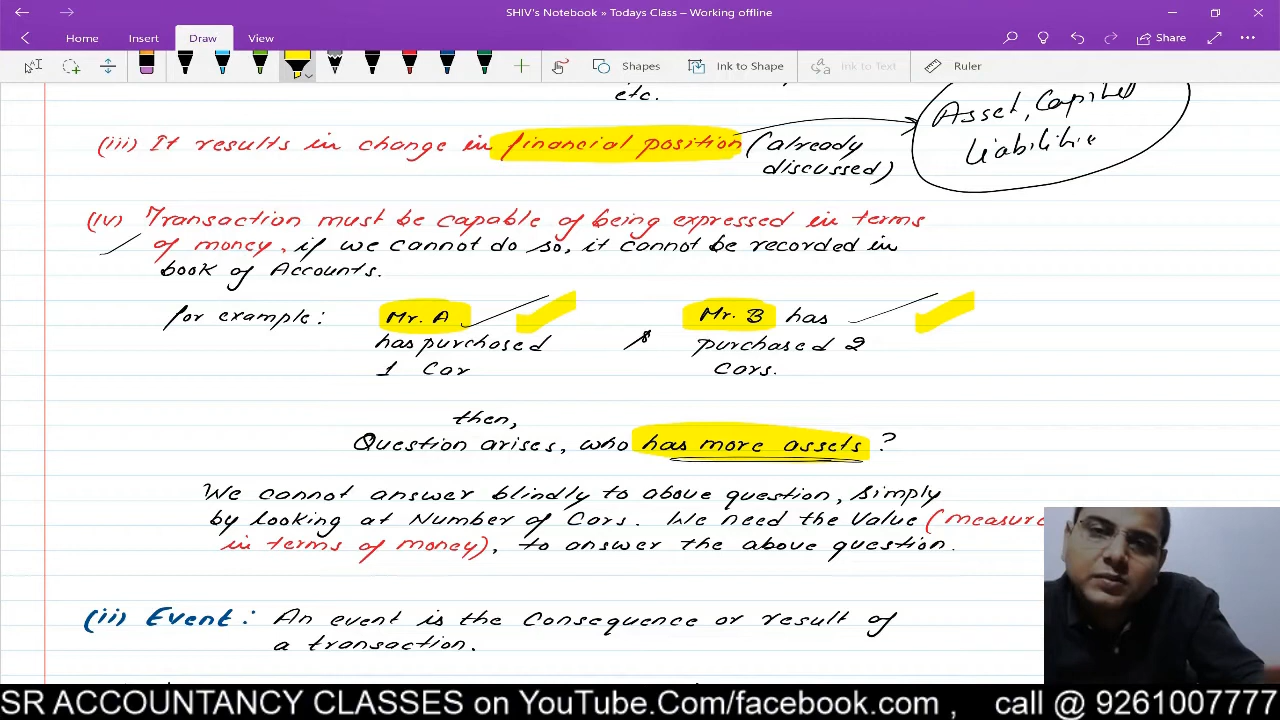 SHIV's Notebook » Todays Class – Working offline
Home Insert Draw View Share
Shapes Ink to Shape Ink to Text Ruler
etc.
Asset, Capital
Liabilitie
(iii) It results in change in financial position (already
discussed)
(iv) Transaction must be capable of being expressed in terms
of money, if we cannot do so, it cannot be recorded in
book of Accounts.
for example: Mr. A Mr. B has
has purchased purchased 2
1 Car Cars.
then,
Question arises, who has more assets ?
We cannot answer blindly to above question, Simply
by looking at Number of Cars. We need the Value (measur
in terms of money), to answer the above question.
(ii) Event: An event is the Consequence or result of
a transaction.
SR ACCOUNTANCY CLASSES on YouTube.Com/facebook.com , call @ 9261007777